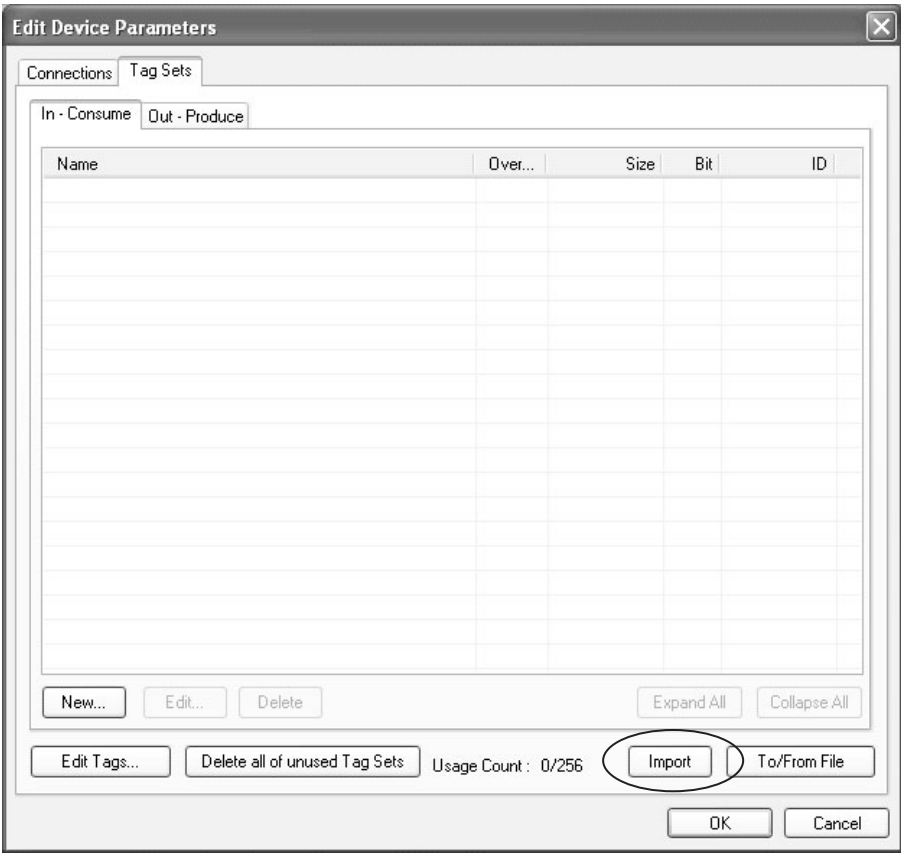 Edit Device Parameters
Connections Tag Sets
In - Consume Out - Produce
Name Over... Size Bit ID
New... Edit... Delete Expand All Collapse All
Edit Tags... Delete all of unused Tag Sets Usage Count : 0/256 Import To/From File
OK Cancel